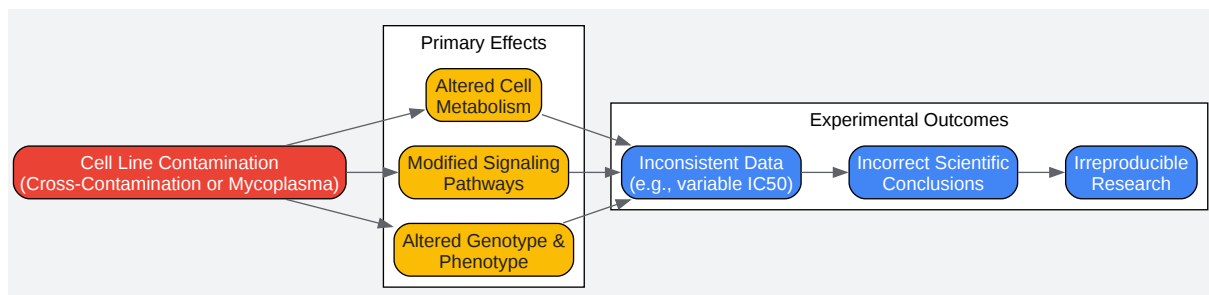 Primary Effects
Altered Cell
Metabolism
Experimental Outcomes
Cell Line Contamination
(Cross-Contamination or Mycoplasma)
Modified Signaling
Pathways
Inconsistent Data
(e.g., variable IC50)
Incorrect Scientific
Conclusions
Irreproducible
Research
Altered Genotype &
Phenotype